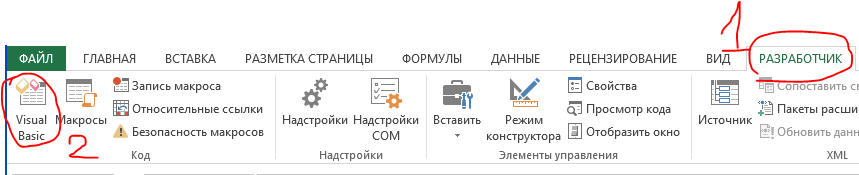 1
ФАЙЛ ГЛАВНАЯ ВСТАВКА РАЗМЕТКА СТРАНИЦЫ ФОРМУЛЫ ДАННЫЕ РЕЦЕНЗИРОВАНИЕ ВИД РАЗРАБОТЧИК
Visual
Basic
2
Макросы
Запись макроса
Относительные ссылки
Безопасность макросов
Код
Надстройки
Надстройки
COM
Надстройки
Вставить
Режим
конструктора
Свойства
Просмотр кода
Отобразить окно
Элементы управления
Источник
Сопоставить св
Пакеты расши
Обновить данн
XML